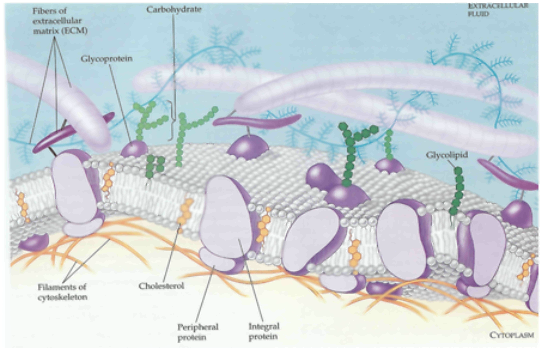 Fibers of
extracellular
matrix (ECM)
Carbohydrate
EXTRACELLULAR
FLUID
Glycoprotein
Glycolipid
Filaments of
cytoskeleton
Cholesterol
Peripheral
protein
Integral
protein
CYTOPLASM